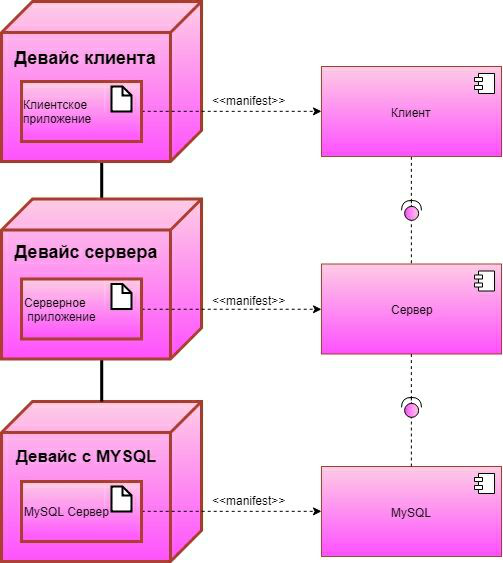 Девайс клиента
Клиентское
приложение
<<manifest>>
Клиент
Девайс сервера
Серверное
приложение
<<manifest>>
Сервер
Девайс с MYSQL
MySQL Сервер
<<manifest>>
MySQL